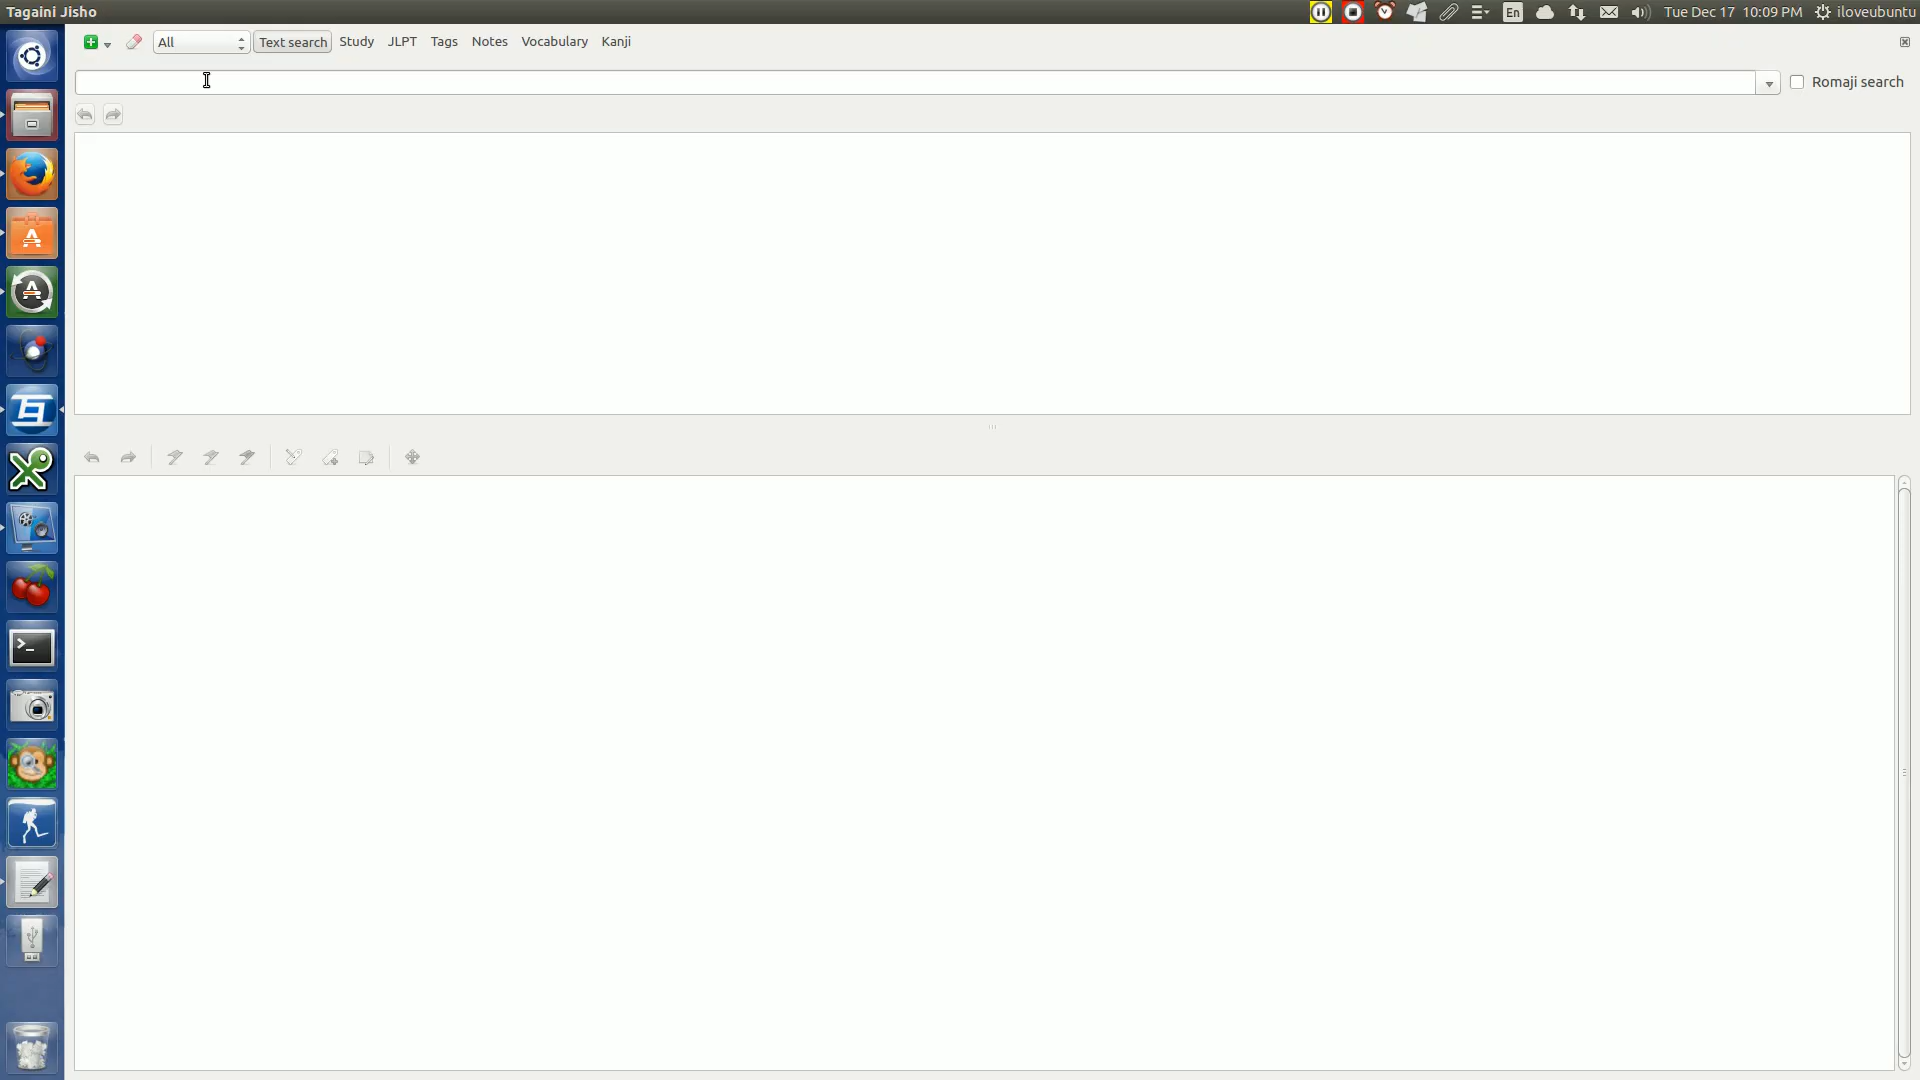 Tagaini Jisho
En
Tue Dec 17 10:09 PM
iloveubuntu
All
Text search
Study
JLPT
Tags
Notes
Vocabulary
Kanji
Romaji search